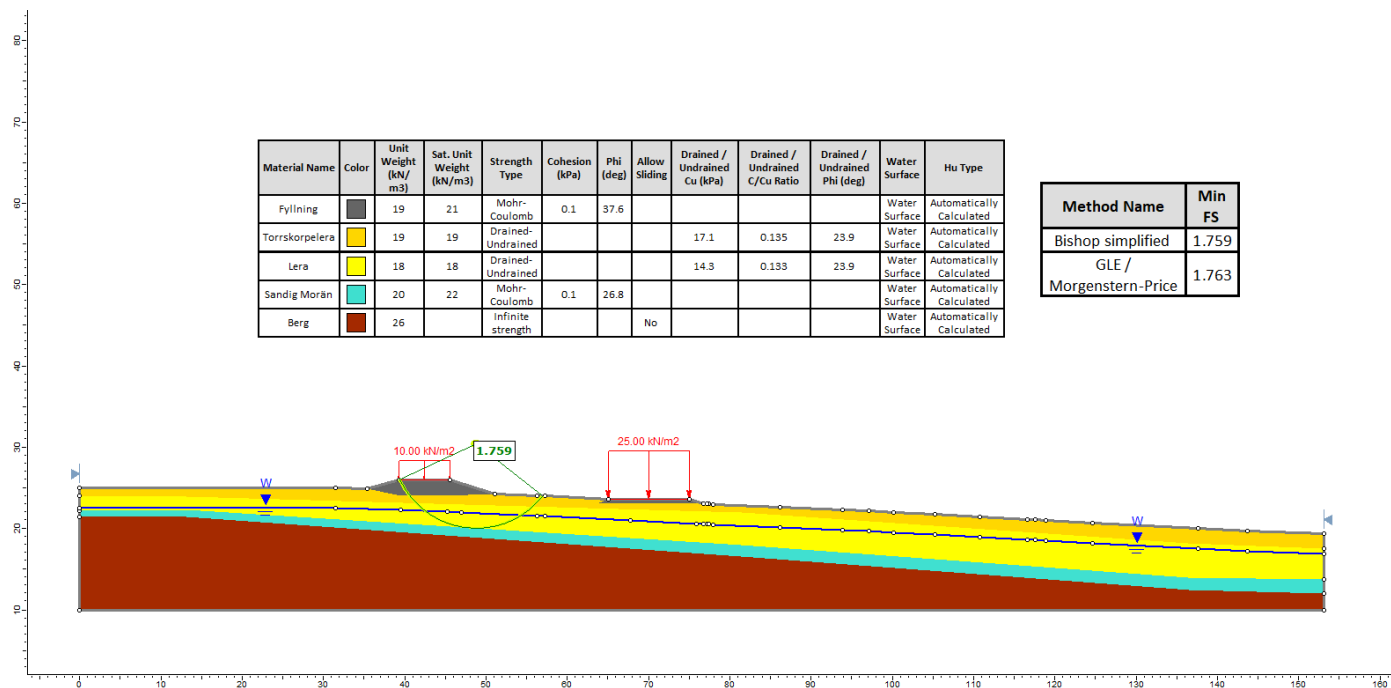 80
70
60
50
40
30
20
10
Material Name Color Unit Weight (kN/ m3) Sat. Unit Weight (kN/m3) Strength Type Cohesion (kPa) Phi (deg) Allow Sliding Drained / Undrained Cu (kPa) Drained / Undrained C/Cu Ratio Drained / Undrained Phi (deg) Water Surface Hu Type
Fyllning 19 21 Mohr-Coulomb 0.1 37.6 Water Surface Automatically Calculated
Torrskorpelera 19 19 Drained-Undrained 17.1 0.135 23.9 Water Surface Automatically Calculated
Lera 18 18 Drained-Undrained 14.3 0.133 23.9 Water Surface Automatically Calculated
Sandig Morän 20 22 Mohr-Coulomb 0.1 26.8 Water Surface Automatically Calculated
Berg 26 Infinite strength No Water Surface Automatically Calculated
Method Name Min FS
Bishop simplified 1.759
GLE / Morgenstern-Price 1.763
10.00 kN/m2
1.759
25.00 kN/m2
W
W
0 10 20 30 40 50 60 70 80 90 100 110 120 130 140 150 160